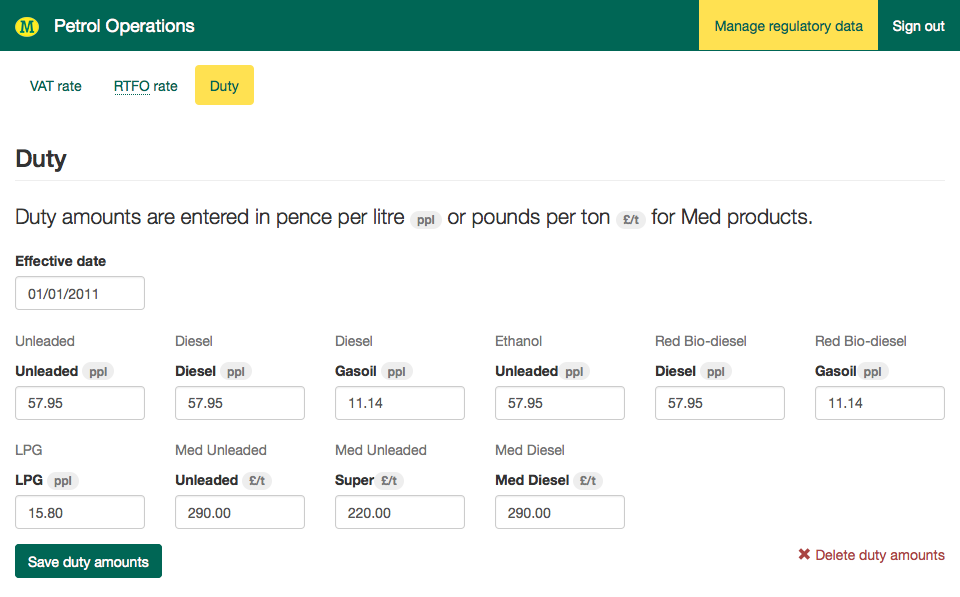 M Petrol Operations Manage regulatory data Sign out
VAT rate RTFO rate Duty
Duty
Duty amounts are entered in pence per litre ppl or pounds per ton £/t for Med products.
Effective date
01/01/2011
Unleaded Diesel Diesel Ethanol Red Bio-diesel Red Bio-diesel
Unleaded ppl Diesel ppl Gasoil ppl Unleaded ppl Diesel ppl Gasoil ppl
57.95 57.95 11.14 57.95 57.95 11.14
LPG Med Unleaded Med Unleaded Med Diesel
LPG ppl Unleaded £/t Super £/t Med Diesel £/t
15.80 290.00 220.00 290.00
Save duty amounts ✖ Delete duty amounts